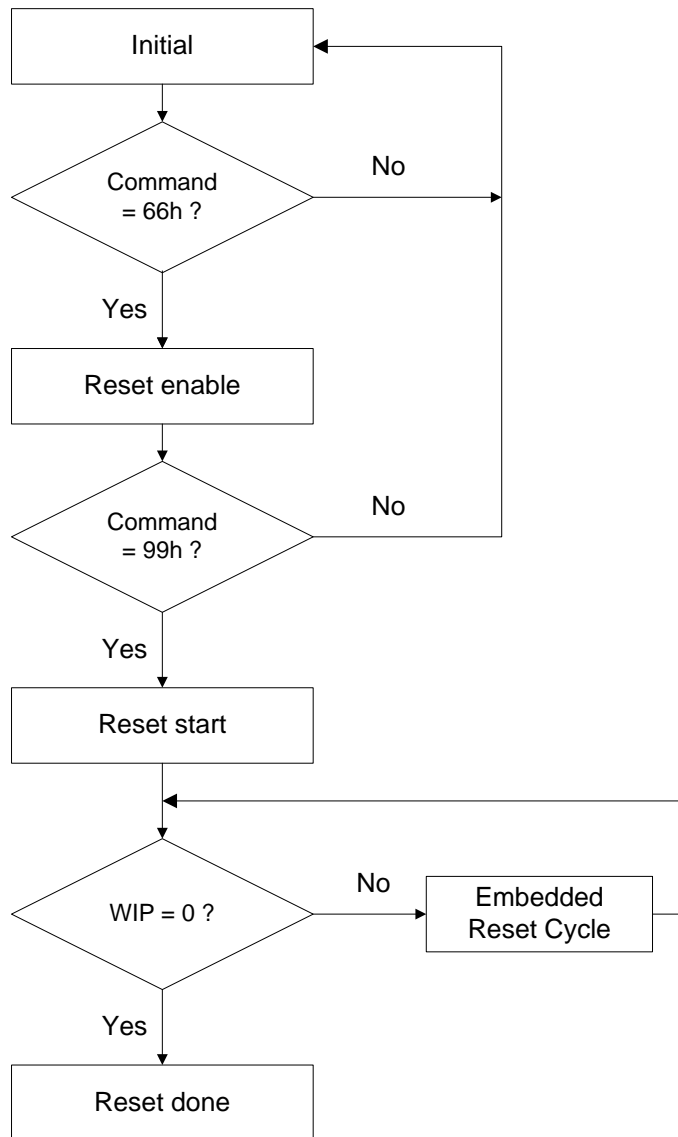 Initial
Command
= 66h ?
No
Yes
Reset enable
Command
= 99h ?
No
Yes
Reset start
WIP = 0 ?
No
Embedded
Reset Cycle
Yes
Reset done